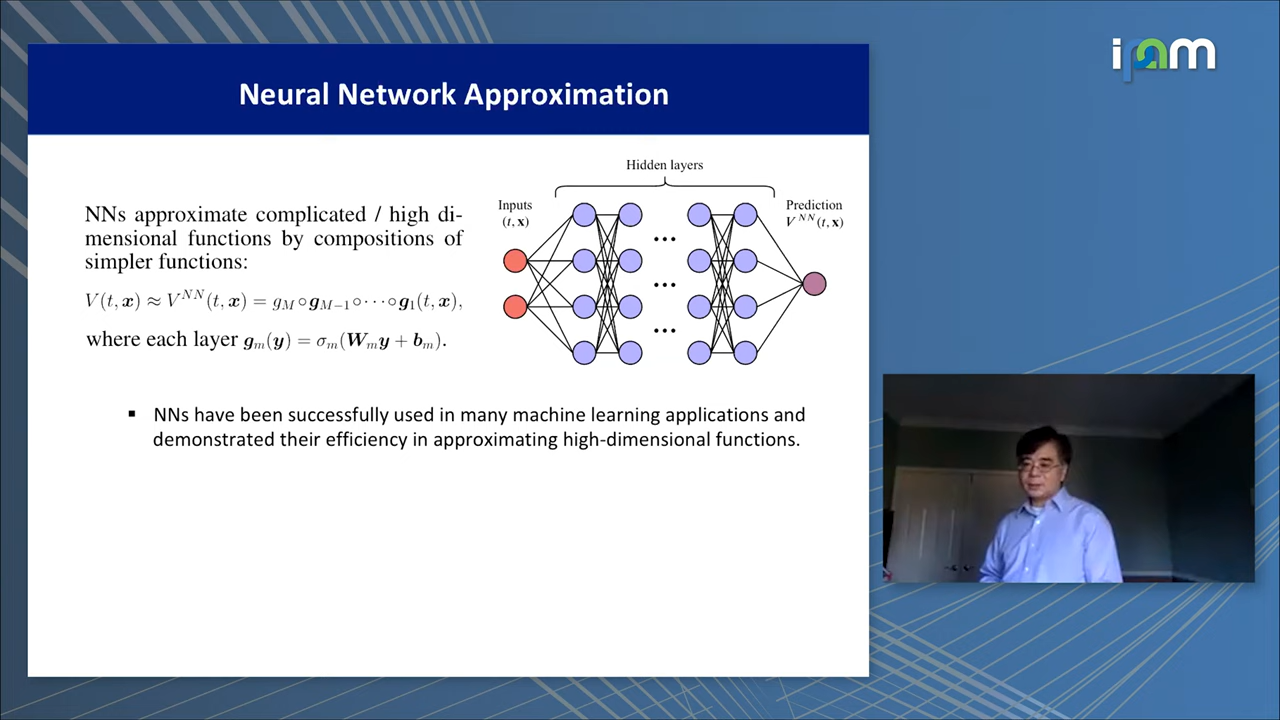 ipam
Neural Network Approximation
NNs approximate complicated / high di-
mensional functions by compositions of
simpler functions:
V(t, x) ≈ V^{NN}(t, x) = g_M ∘ g_{M−1} ∘ ⋯ ∘ g_1(t, x),
where each layer g_m(y) = σ_m(W_m y + b_m).
Hidden layers
Inputs
(t, x)
Prediction
V^{NN}(t, x)
▪ NNs have been successfully used in many machine learning applications and
demonstrated their efficiency in approximating high-dimensional functions.